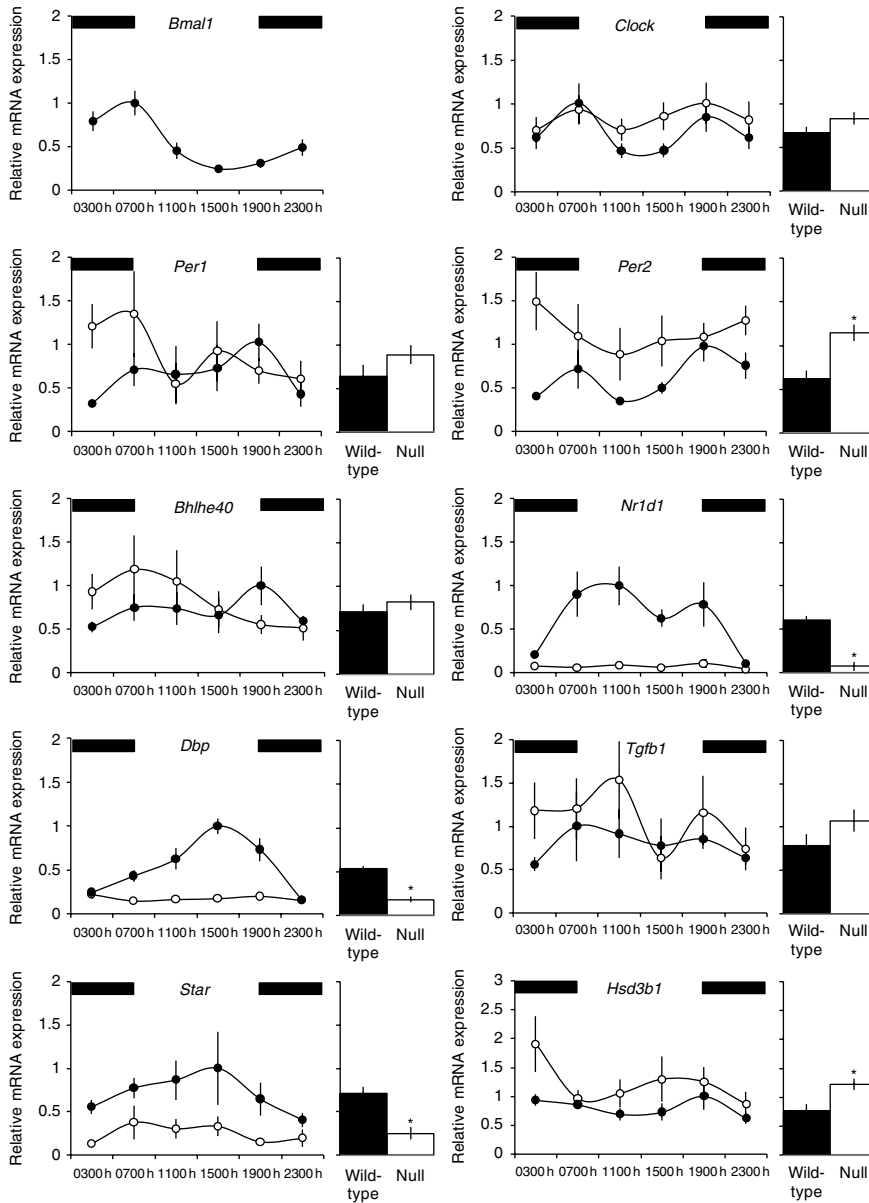 Bmal1
Relative mRNA expression
2
1.5
1
0.5
0
0300 h 0700 h 1100 h 1500 h 1900 h 2300 h
Clock
Relative mRNA expression
2
1.5
1
0.5
0
0300 h 0700 h 1100 h 1500 h 1900 h 2300 h
Wild-
type
Null
Per1
Relative mRNA expression
2
1.5
1
0.5
0
0300 h 0700 h 1100 h 1500 h 1900 h 2300 h
Wild-
type
Null
Per2
Relative mRNA expression
2
1.5
1
0.5
0
0300 h 0700 h 1100 h 1500 h 1900 h 2300 h
*
Wild-
type
Null
Bhlhe40
Relative mRNA expression
2
1.5
1
0.5
0
0300 h 0700 h 1100 h 1500 h 1900 h 2300 h
Wild-
type
Null
Nr1d1
Relative mRNA expression
2
1.5
1
0.5
0
0300 h 0700 h 1100 h 1500 h 1900 h 2300 h
*
Wild-
type
Null
Dbp
Relative mRNA expression
2
1.5
1
0.5
0
0300 h 0700 h 1100 h 1500 h 1900 h 2300 h
*
Wild-
type
Null
Tgfb1
Relative mRNA expression
2
1.5
1
0.5
0
0300 h 0700 h 1100 h 1500 h 1900 h 2300 h
Wild-
type
Null
Star
Relative mRNA expression
2
1.5
1
0.5
0
0300 h 0700 h 1100 h 1500 h 1900 h 2300 h
*
Wild-
type
Null
Hsd3b1
Relative mRNA expression
3
2.5
2
1.5
1
0.5
0
0300 h 0700 h 1100 h 1500 h 1900 h 2300 h
*
Wild-
type
Null